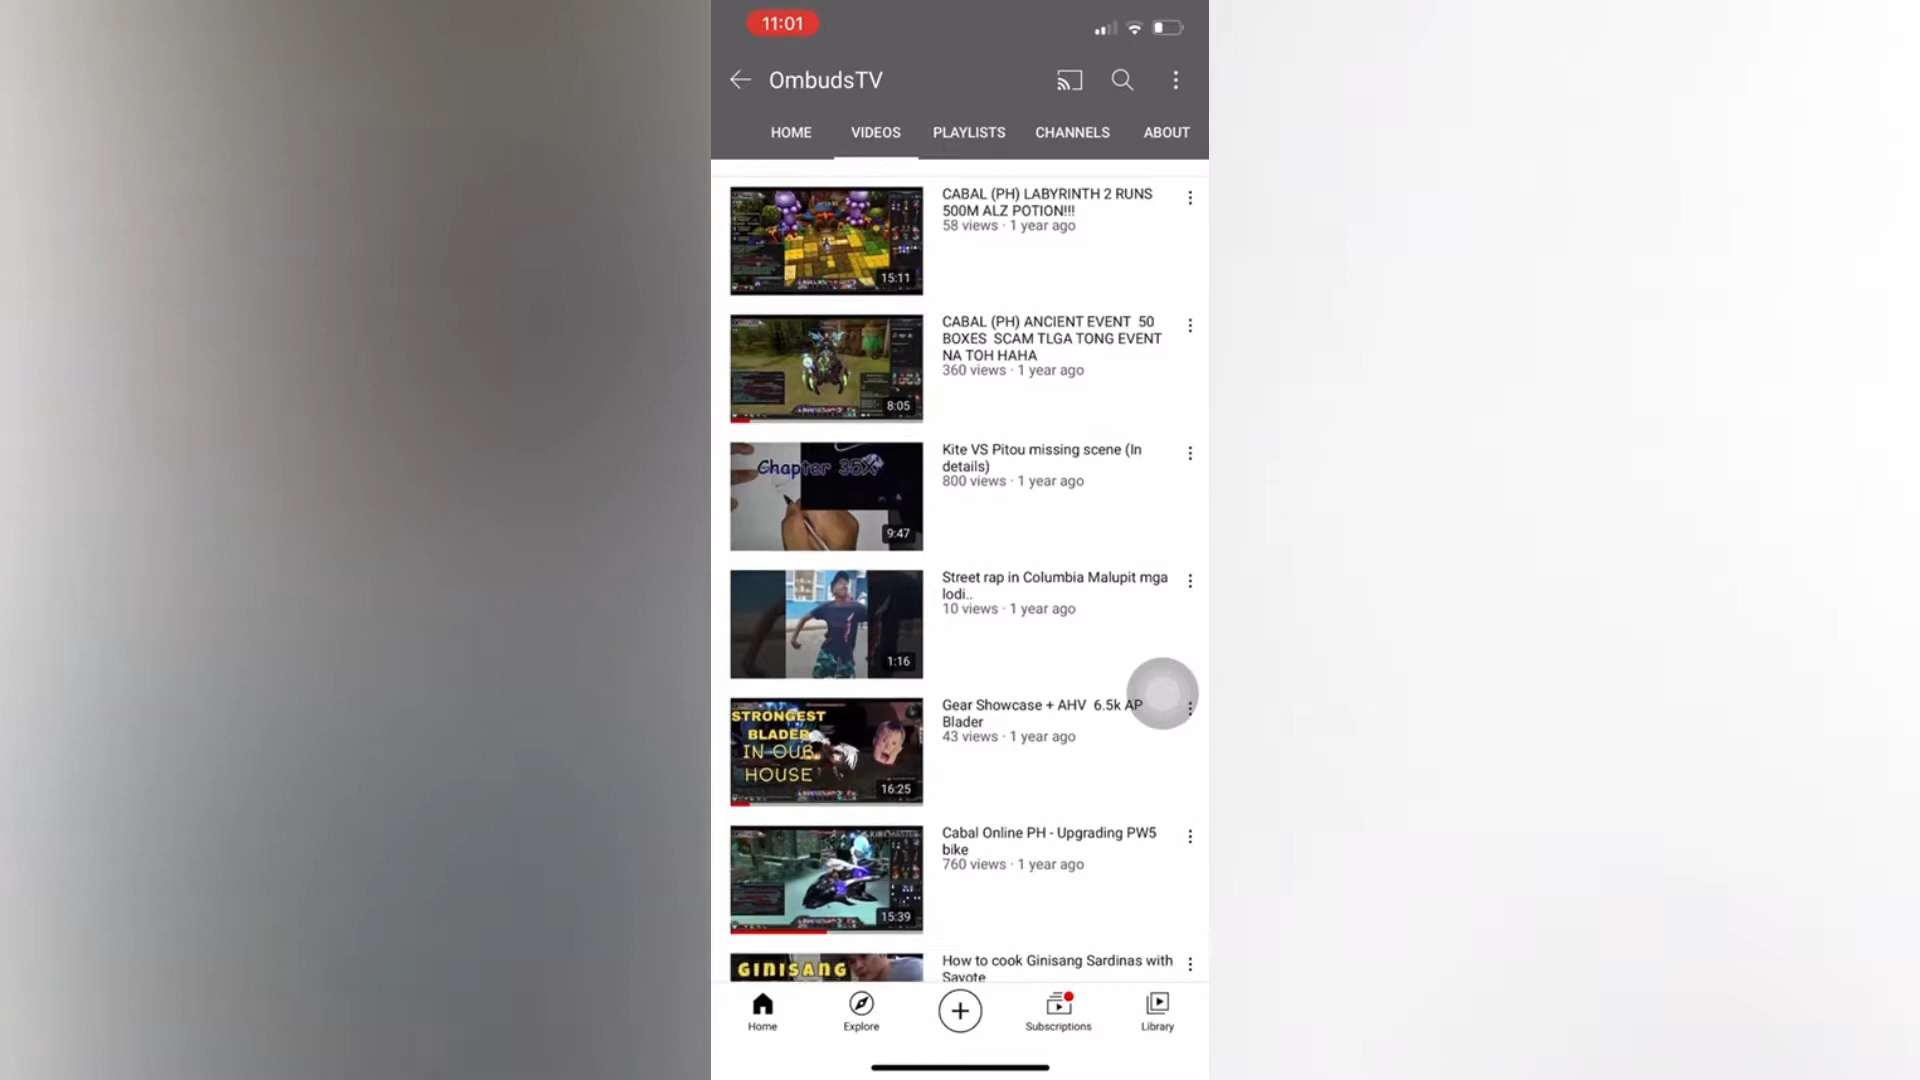 11:01
OmbudsTV
HOME VIDEOS PLAYLISTS CHANNELS ABOUT
CABAL (PH) LABYRINTH 2 RUNS
500M ALZ POTION!!!
58 views · 1 year ago
15:11
CABAL (PH) ANCIENT EVENT 50
BOXES SCAM TLGA TONG EVENT
NA TOH HAHA
360 views · 1 year ago
8:05
Chapter 35X
Kite VS Pitou missing scene (In
details)
800 views · 1 year ago
9:47
Street rap in Columbia Malupit mga
lodi..
10 views · 1 year ago
1:16
STRONGEST
BLADER
IN OUR
HOUSE
16:25
Gear Showcase + AHV 6.5k AP
Blader
43 views · 1 year ago
Cabal Online PH - Upgrading PW5
bike
760 views · 1 year ago
15:39
GINISANG
How to cook Ginisang Sardinas with
Sayote
Home Explore Subscriptions Library